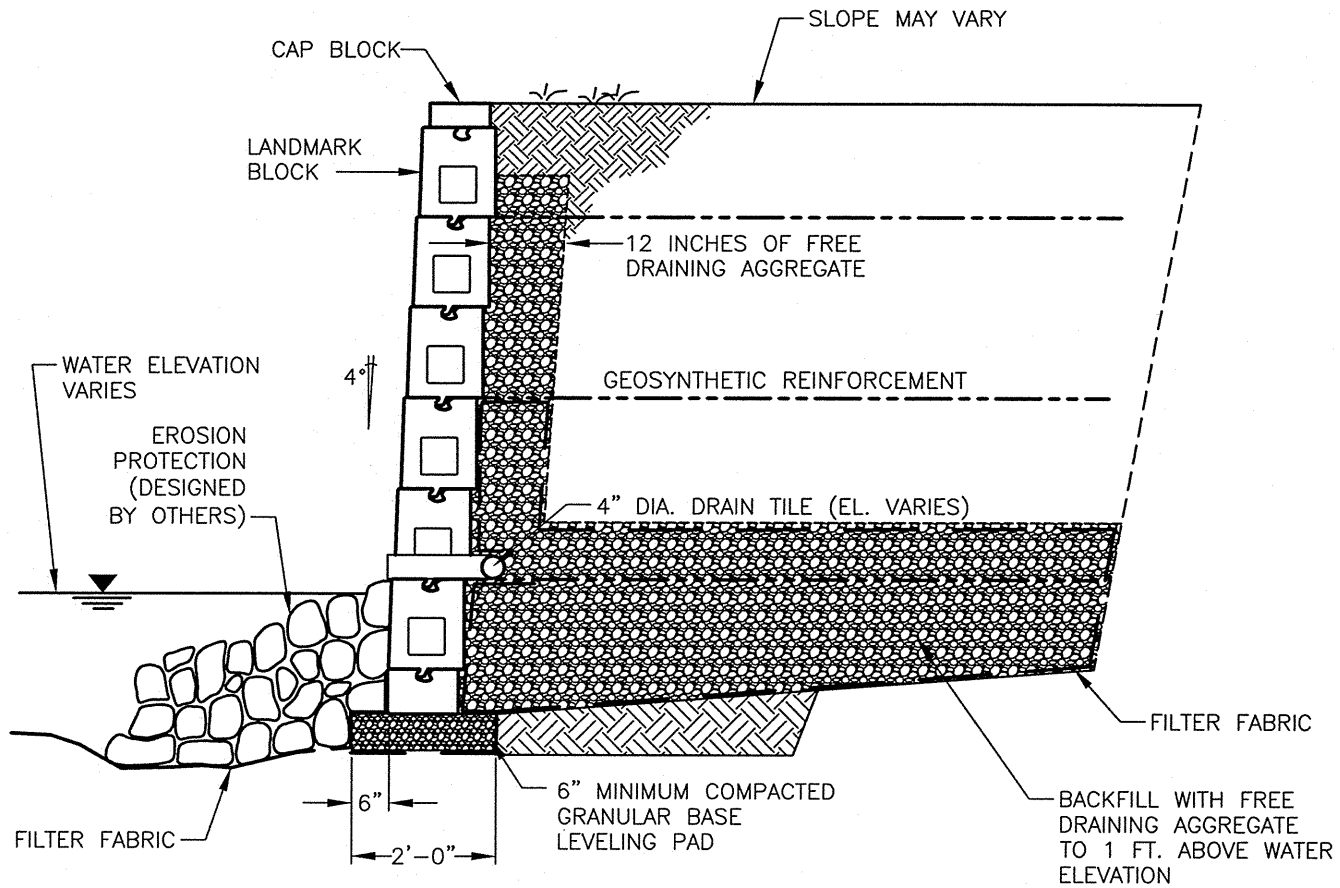 SLOPE MAY VARY
CAP BLOCK
LANDMARK
BLOCK
12 INCHES OF FREE
DRAINING AGGREGATE
WATER ELEVATION
VARIES
4°
GEOSYNTHETIC REINFORCEMENT
EROSION
PROTECTION
(DESIGNED
BY OTHERS)
4" DIA. DRAIN TILE (EL. VARIES)
FILTER FABRIC
6"
6" MINIMUM COMPACTED
GRANULAR BASE
LEVELING PAD
BACKFILL WITH FREE
DRAINING AGGREGATE
TO 1 FT. ABOVE WATER
ELEVATION
FILTER FABRIC
2'-0"